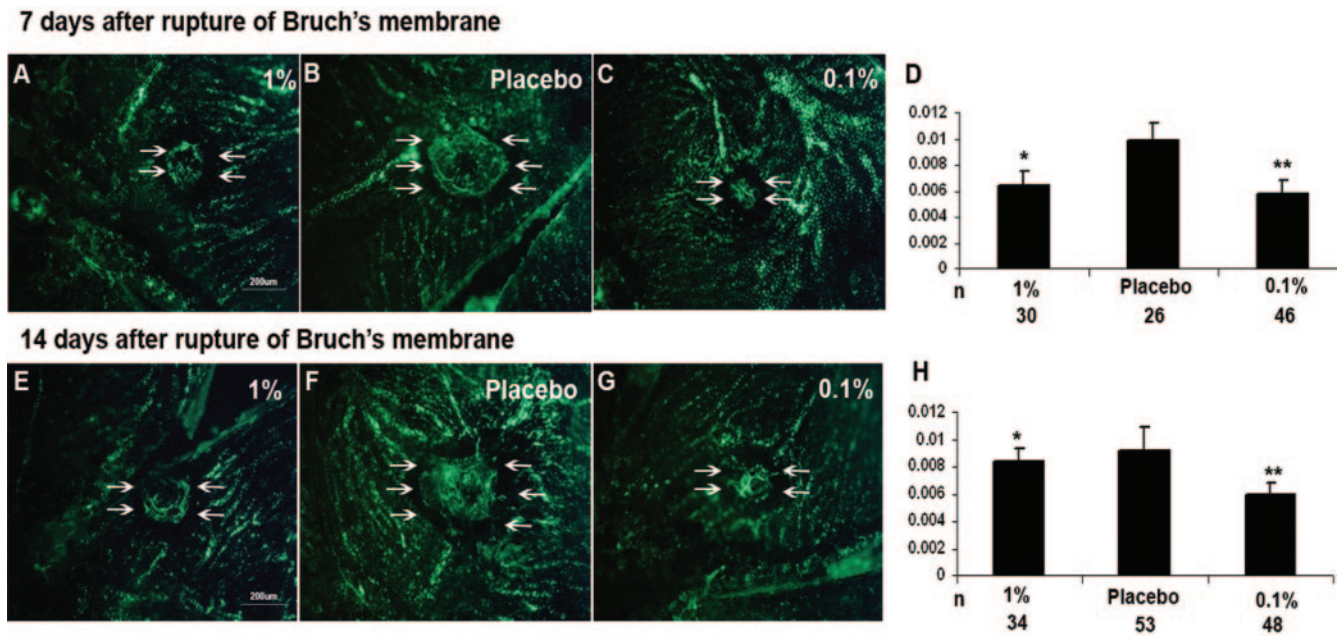 7 days after rupture of Bruch's membrane
A 1%
B Placebo
C 0.1%
200um
D
0.012
0.01
0.008
0.006
0.004
0.002
0
*
**
n 1% Placebo 0.1%
30 26 46
14 days after rupture of Bruch's membrane
E 1%
F Placebo
G 0.1%
200um
H
0.012
0.01
0.008
0.006
0.004
0.002
0
*
**
n 1% Placebo 0.1%
34 53 48